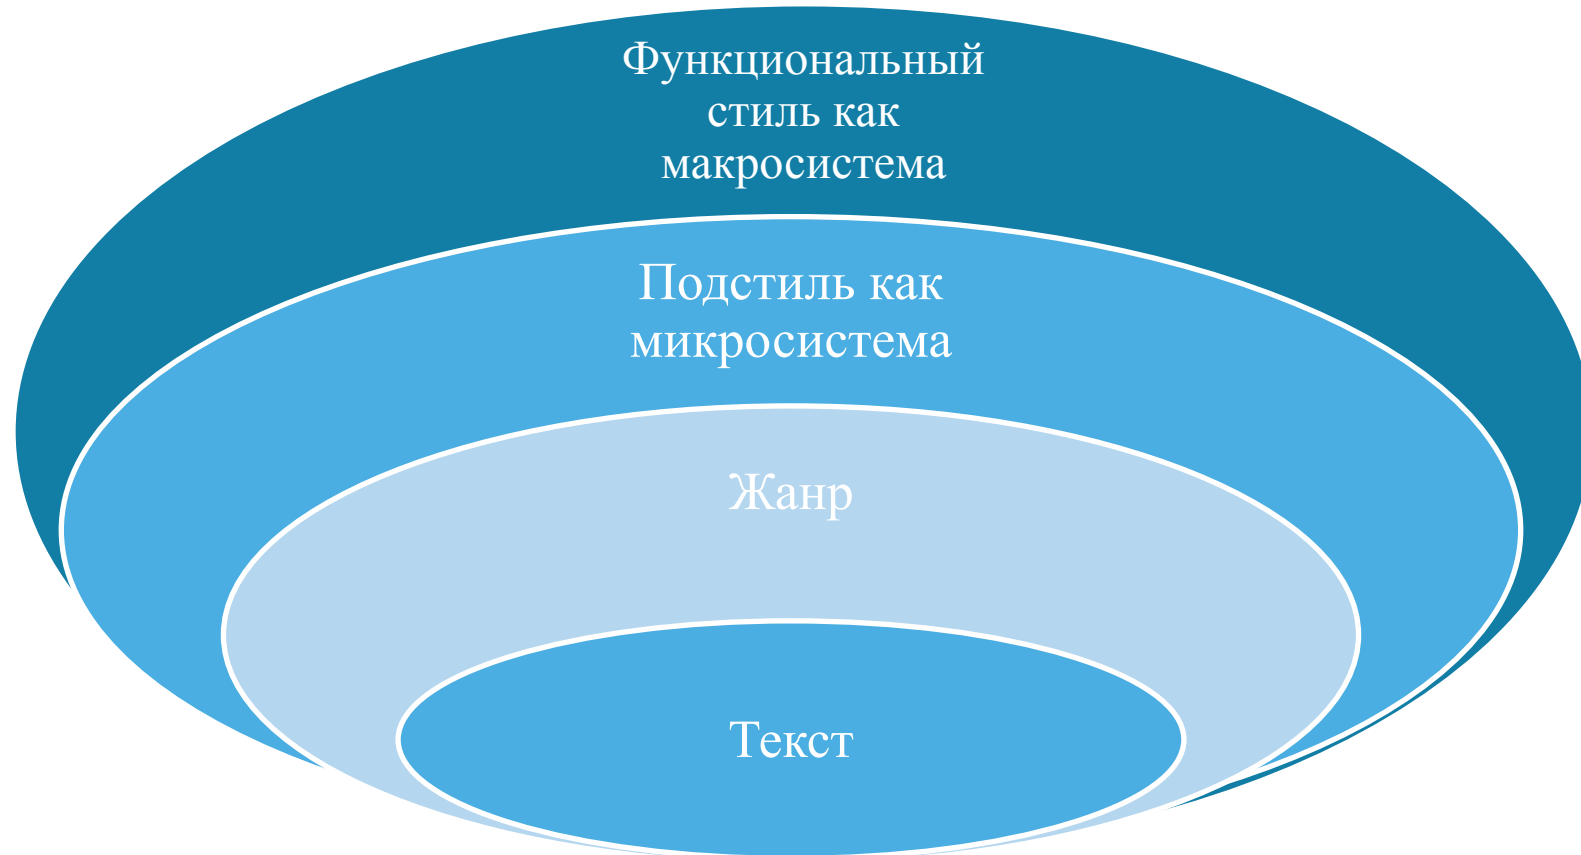 Функциональный
стиль как
макросистема
Подстиль как
микросистема
Жанр
Текст